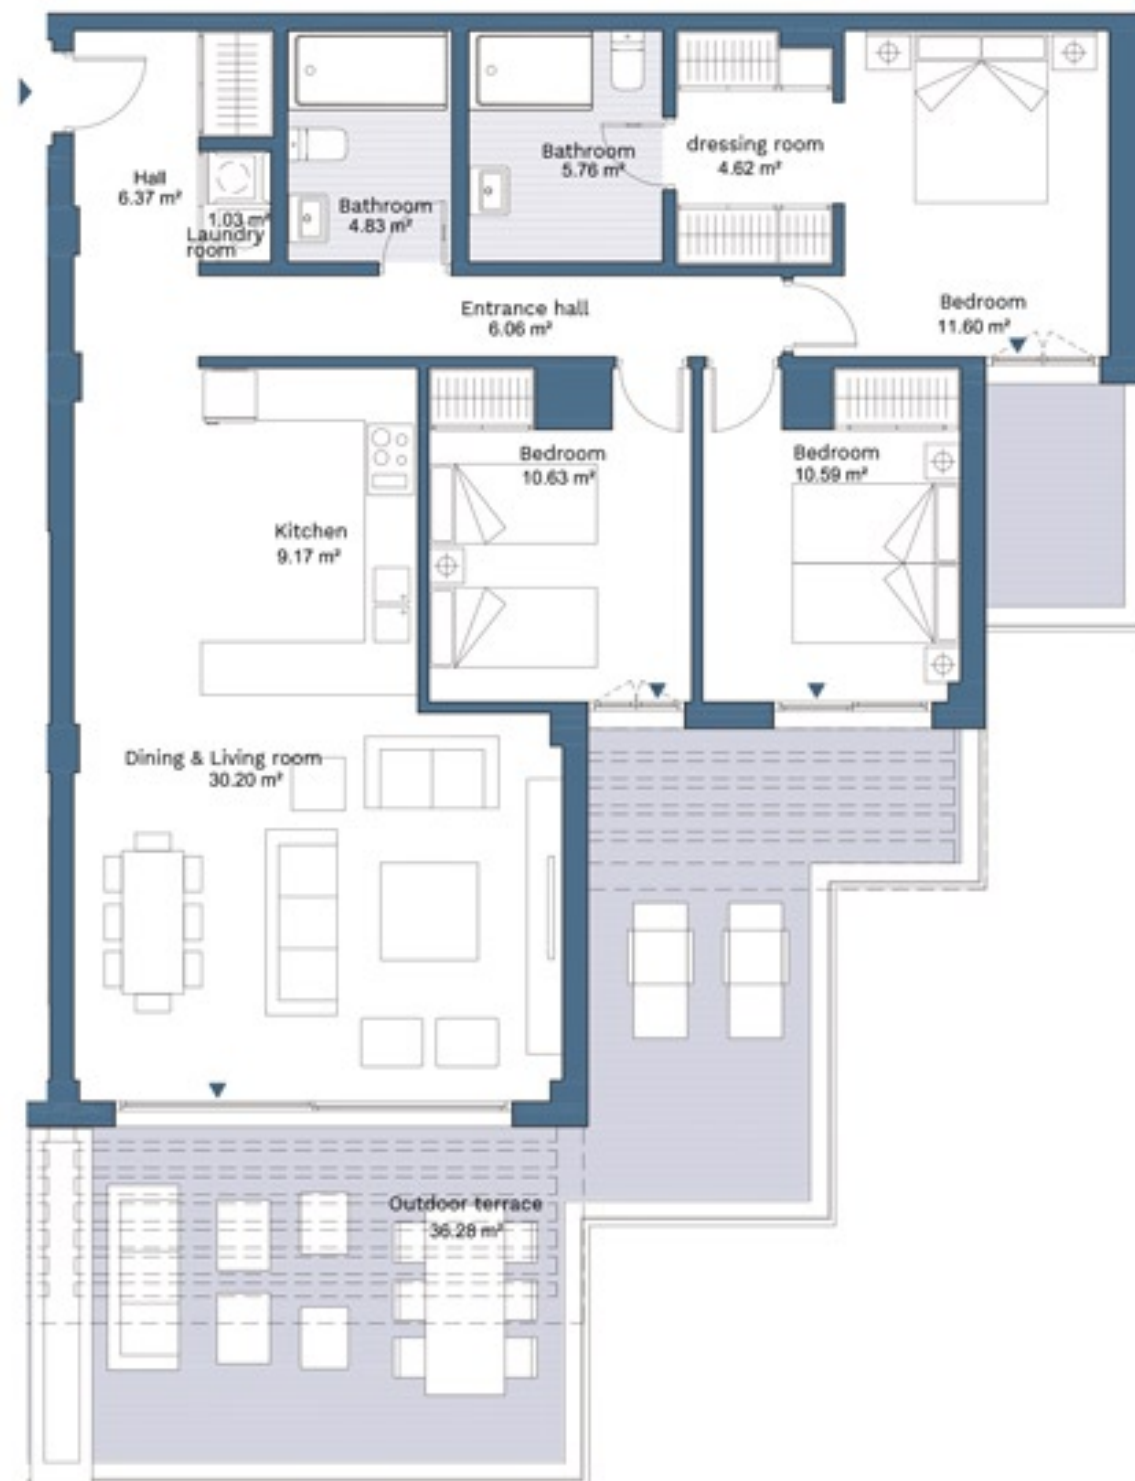 Hall
6.37 m²
1.03 m²
Laundry
room
Bathroom
4.83 m²
Bathroom
5.76 m²
dressing room
4.62 m²
Bedroom
11.60 m²
Entrance hall
6.06 m²
Kitchen
9.17 m²
Bedroom
10.63 m²
Bedroom
10.59 m²
Dining & Living room
30.20 m²
Outdoor terrace
36.28 m²